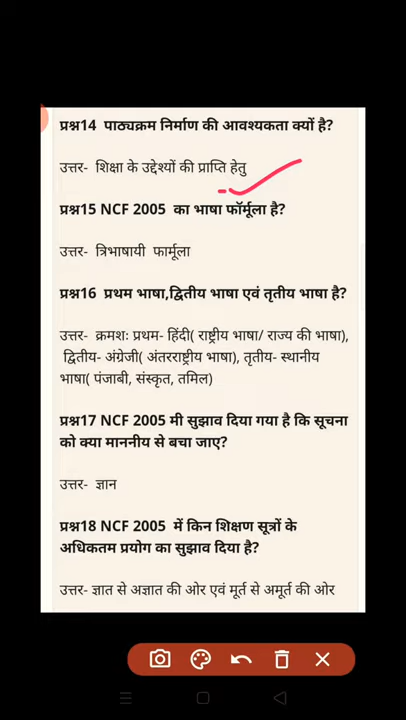 प्रश्न14 पाठ्यक्रम निर्माण की आवश्यकता क्यों है?
उत्तर- शिक्षा के उद्देश्यों की प्राप्ति हेतु
प्रश्न15 NCF 2005 का भाषा फॉर्मूला है?
उत्तर- त्रिभाषायी फार्मूला
प्रश्न16 प्रथम भाषा,द्वितीय भाषा एवं तृतीय भाषा है?
उत्तर- क्रमशः प्रथम- हिंदी( राष्ट्रीय भाषा/ राज्य की भाषा),
द्वितीय- अंग्रेजी( अंतरराष्ट्रीय भाषा), तृतीय- स्थानीय
भाषा( पंजाबी, संस्कृत, तमिल)
प्रश्न17 NCF 2005 मी सुझाव दिया गया है कि सूचना
को क्या माननीय से बचा जाए?
उत्तर- ज्ञान
प्रश्न18 NCF 2005 में किन शिक्षण सूत्रों के
अधिकतम प्रयोग का सुझाव दिया है?
उत्तर- ज्ञात से अज्ञात की ओर एवं मूर्त से अमूर्त की ओर